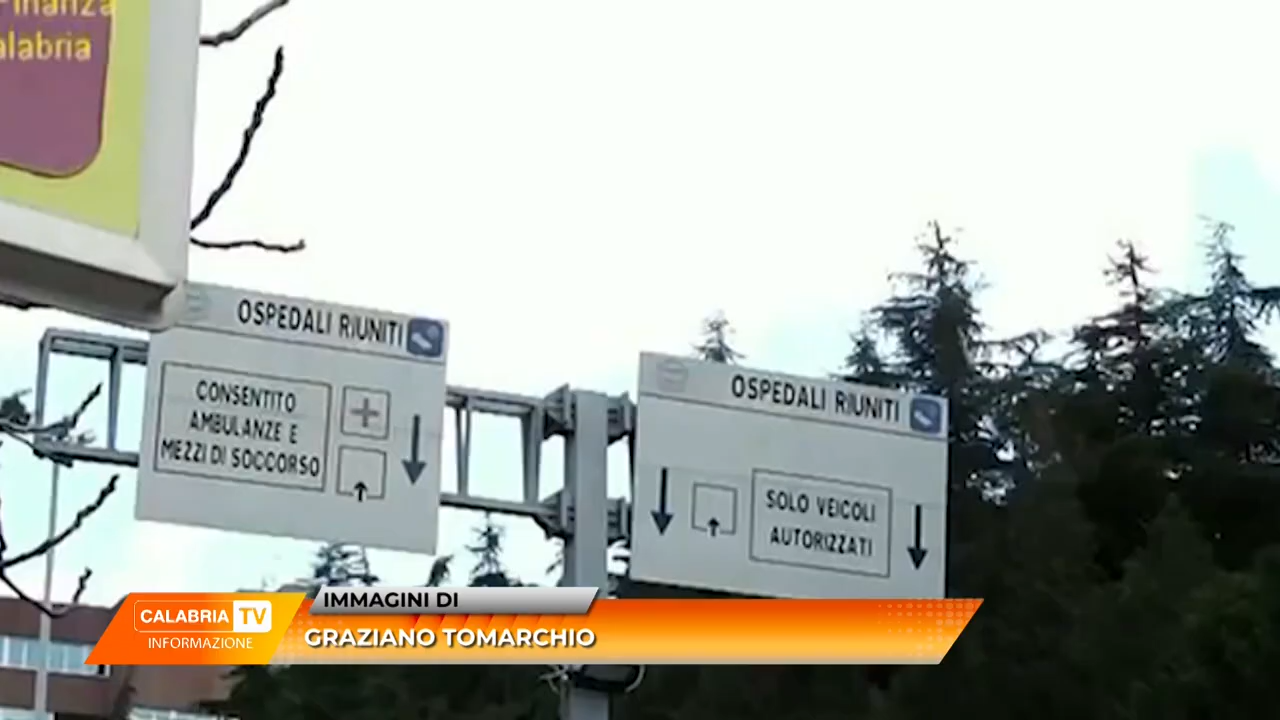 Finanza
alabria
OSPEDALI RIUNITI
CONSENTITO
AMBULANZE E
MEZZI DI SOCCORSO
OSPEDALI RIUNITI
SOLO VEICOLI
AUTORIZZATI
IMMAGINI DI
CALABRIA TV
INFORMAZIONE
GRAZIANO TOMARCHIO